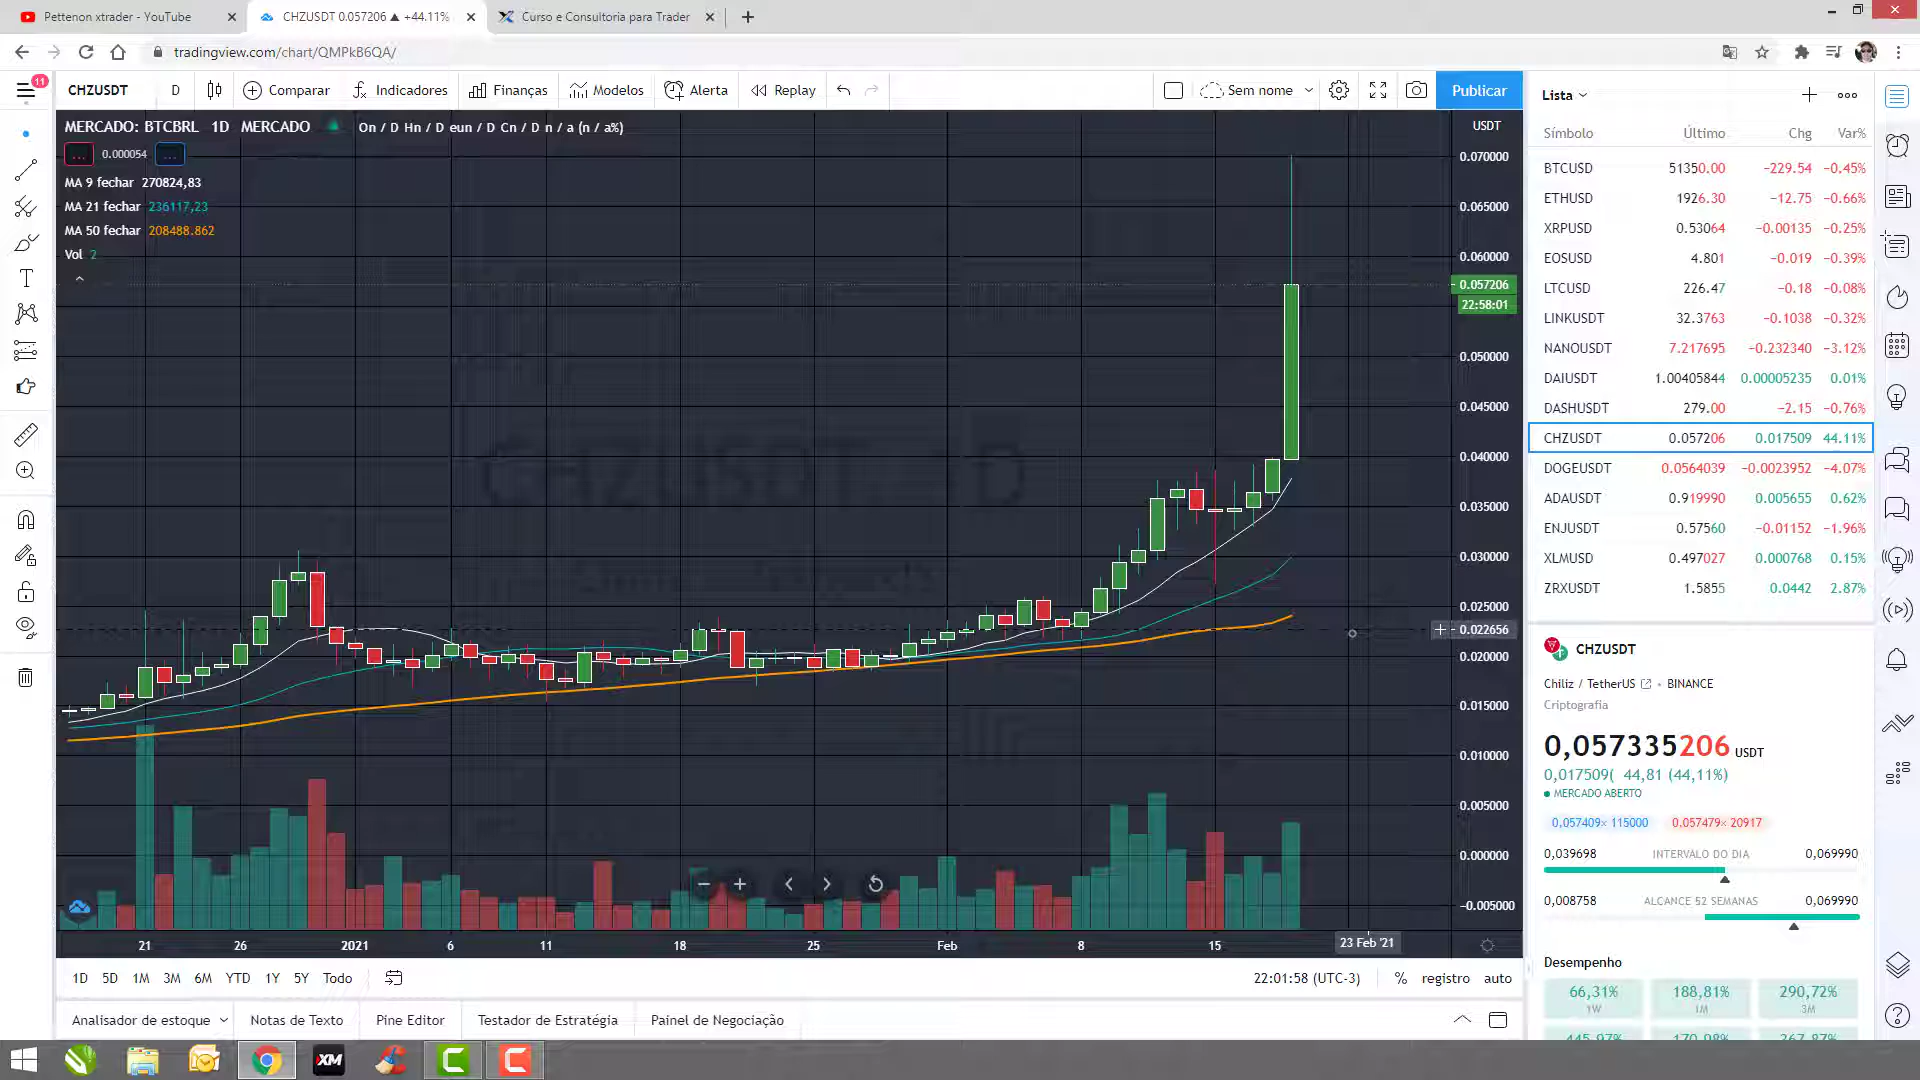 Pettenon xtrader - YouTube
CHZUSDT 0.057206 ▲ +44.11%
Curso e Consultoria para Trader
tradingview.com/chart/QMPkB6QA/
11
CHZUSDT D Comparar Indicadores Finanças Modelos Alerta Replay Sem nome Publicar
MERCADO: BTCBRL 1D MERCADO On / D Hn / D eun / D Cn / D n / a (n / a%)
... 0.000054 ...
MA 9 fechar 270824,83
MA 21 fechar 236117,23
MA 50 fechar 208488.862
Vol 2
CHZUSDT, 1D
USDT
0.070000
0.065000
0.060000
0.057206
22:58:01
0.050000
0.045000
0.040000
0.035000
0.030000
0.025000
0.022656
0.020000
0.015000
0.010000
0.005000
0.000000
−0.005000
21 26 2021 6 11 18 25 Feb 8 15 23 Feb '21
1D 5D 1M 3M 6M YTD 1Y 5Y Todo
22:01:58 (UTC-3) % registro auto
Analisador de estoque Notas de Texto Pine Editor Testador de Estratégia Painel de Negociação
Lista
Símbolo Último Chg Var%
BTCUSD 51350.00 −229.54 −0.45%
ETHUSD 1926.30 −12.75 −0.66%
XRPUSD 0.53064 −0.00135 −0.25%
EOSUSD 4.801 −0.019 −0.39%
LTCUSD 226.47 −0.18 −0.08%
LINKUSDT 32.3763 −0.1038 −0.32%
NANOUSDT 7.217695 −0.232340 −3.12%
DAIUSDT 1.00405844 0.00005235 0.01%
DASHUSDT 279.00 −2.15 −0.76%
CHZUSDT 0.057206 0.017509 44.11%
DOGEUSDT 0.0564039 −0.0023952 −4.07%
ADAUSDT 0.919990 0.005655 0.62%
ENJUSDT 0.57560 −0.01152 −1.96%
XLMUSD 0.497027 0.000768 0.15%
ZRXUSDT 1.5855 0.0442 2.87%
CHZUSDT
Chiliz / TetherUS • BINANCE
Criptografia
0,057335206 USDT
0,017509( 44,81 (44,11%)
MERCADO ABERTO
0,057409× 115000 0,057479× 20917
0,039698 INTERVALO DO DIA 0,069990
0,008758 ALCANCE 52 SEMANAS 0,069990
Desempenho
66,31% 188,81% 290,72%
1W 1M 3M
445,97% 170,98% 367,87%
XM